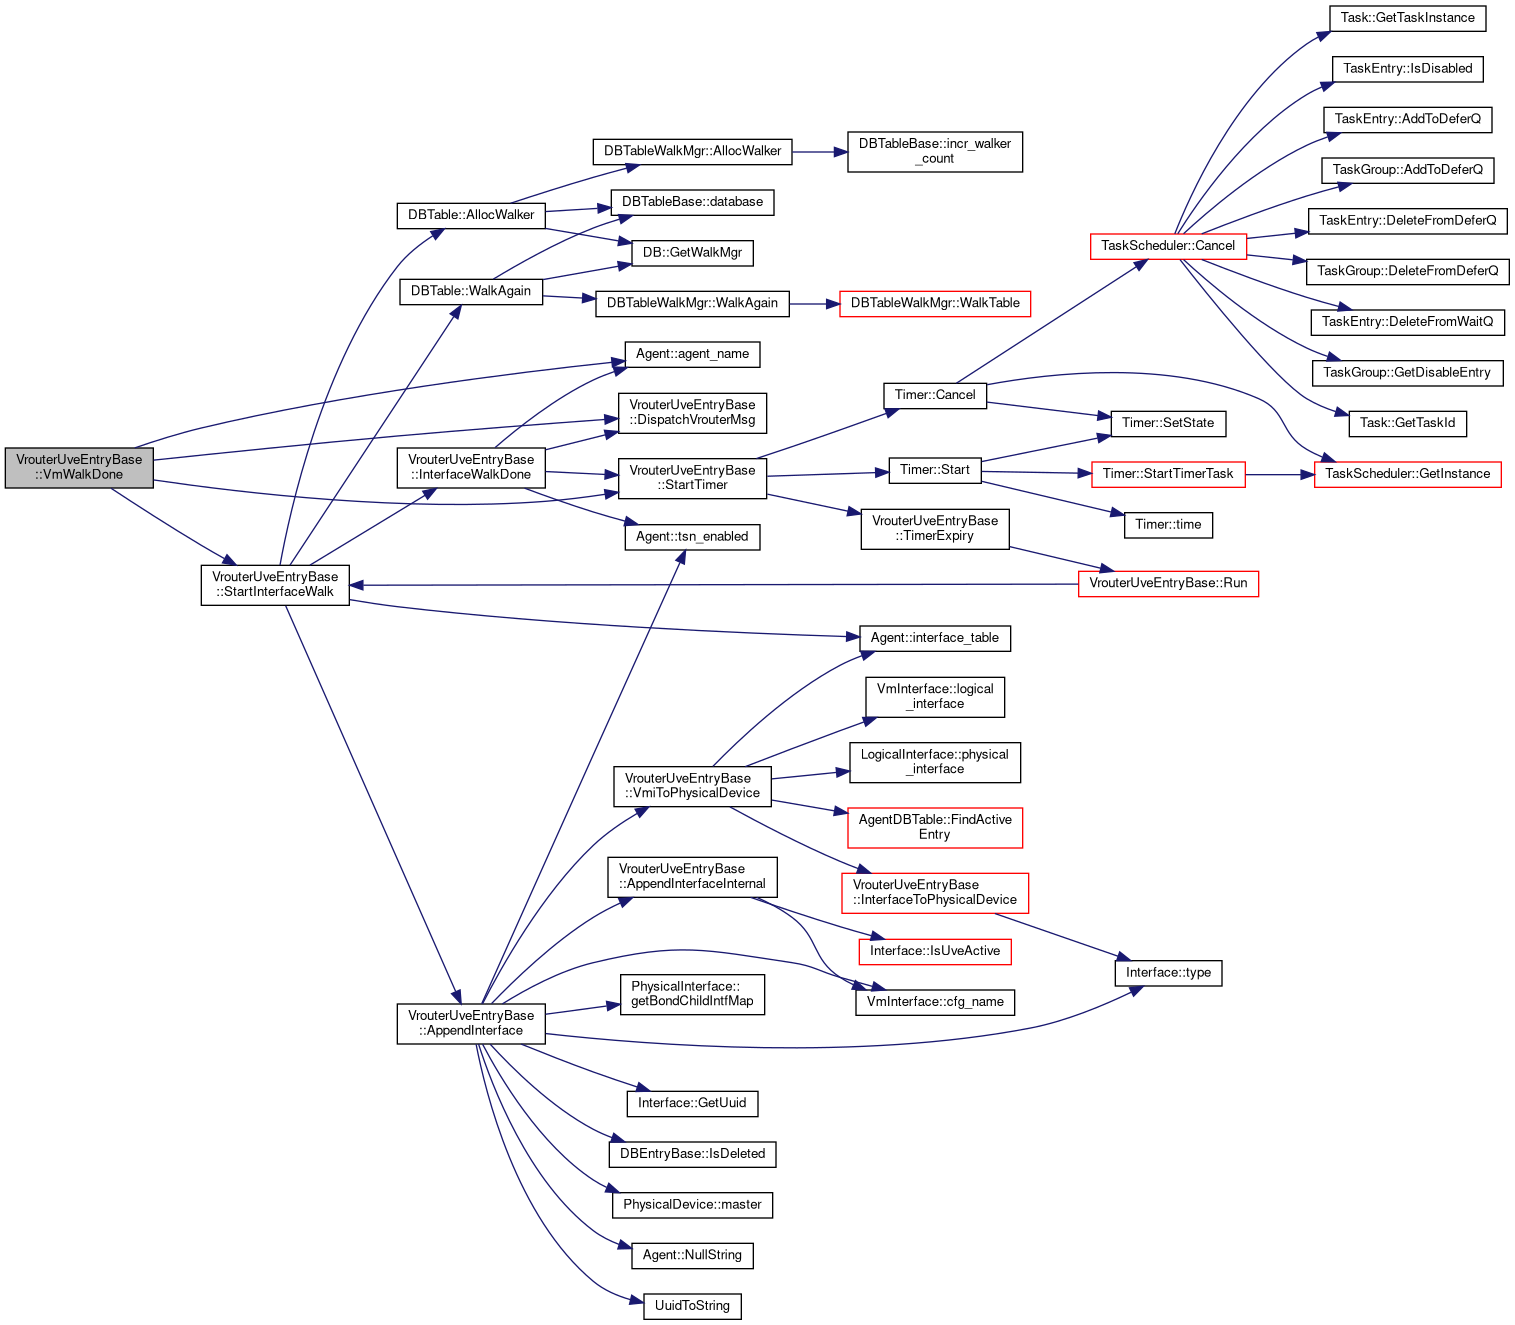 VrouterUveEntryBase
::VmWalkDone
VrouterUveEntryBase
::StartInterfaceWalk
DBTable::AllocWalker
DBTable::WalkAgain
VrouterUveEntryBase
::InterfaceWalkDone
VrouterUveEntryBase
::AppendInterface
DBTableWalkMgr::AllocWalker
DBTableBase::database
DB::GetWalkMgr
DBTableWalkMgr::WalkAgain
Agent::agent_name
VrouterUveEntryBase
::DispatchVrouterMsg
VrouterUveEntryBase
::StartTimer
Agent::tsn_enabled
VrouterUveEntryBase
::VmiToPhysicalDevice
VrouterUveEntryBase
::AppendInterfaceInternal
PhysicalInterface::
getBondChildIntfMap
Interface::GetUuid
DBEntryBase::IsDeleted
PhysicalDevice::master
Agent::NullString
UuidToString
DBTableBase::incr_walker
_count
DBTableWalkMgr::WalkTable
Timer::Cancel
Timer::Start
VrouterUveEntryBase
::TimerExpiry
Agent::interface_table
VmInterface::logical
_interface
LogicalInterface::physical
_interface
AgentDBTable::FindActive
Entry
VrouterUveEntryBase
::InterfaceToPhysicalDevice
Interface::IsUveActive
VmInterface::cfg_name
TaskScheduler::Cancel
Timer::SetState
Timer::StartTimerTask
Timer::time
VrouterUveEntryBase::Run
Interface::type
Task::GetTaskInstance
TaskEntry::IsDisabled
TaskEntry::AddToDeferQ
TaskGroup::AddToDeferQ
TaskEntry::DeleteFromDeferQ
TaskGroup::DeleteFromDeferQ
TaskEntry::DeleteFromWaitQ
TaskGroup::GetDisableEntry
Task::GetTaskId
TaskScheduler::GetInstance